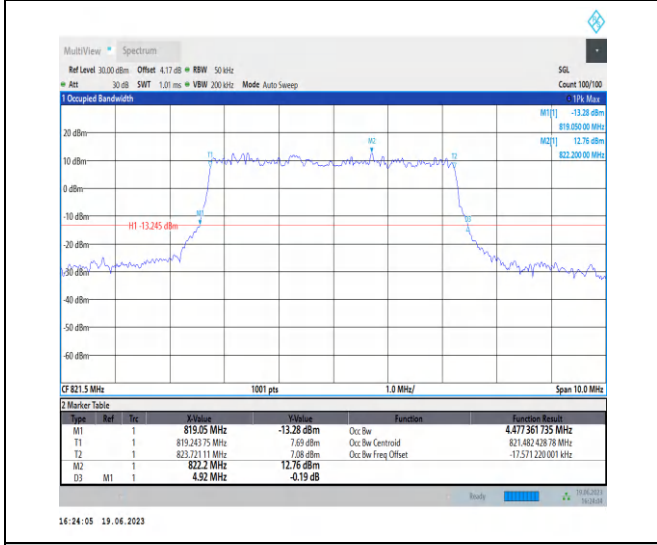 MultiView Spectrum
Ref Level 30.00 dBm Offset 4.17 dB RBW 50 kHz SGL
Att 30 dB SWT 1.01 ms VBW 200 kHz Mode Auto Sweep Count 100/100
1 Occupied Bandwidth 1Pk Max
M1[1] -13.28 dBm
819.050 00 MHz
M2[1] 12.76 dBm
822.200 00 MHz
20 dBm
M2
T1 T2
10 dBm
0 dBm
-10 dBm
M1 D3
H1 -13.245 dBm
-30 dBm
-40 dBm
-50 dBm
-60 dBm
CF 821.5 MHz 1001 pts 1.0 MHz/ Span 10.0 MHz
2 Marker Table
Type Ref Trc X-Value Y-Value Function Function Result
M1 1 819.05 MHz -13.28 dBm Occ Bw 4.477 361 735 MHz
T1 1 819.243 75 MHz 7.69 dBm Occ Bw Centroid 821.482 428 78 MHz
T2 1 823.721 11 MHz 7.08 dBm Occ Bw Freq Offset -17.571 220 001 kHz
M2 1 822.2 MHz 12.76 dBm
D3 M1 1 4.92 MHz -0.19 dB
Ready 19.06.2023
16:24:04
16:24:05 19.06.2023